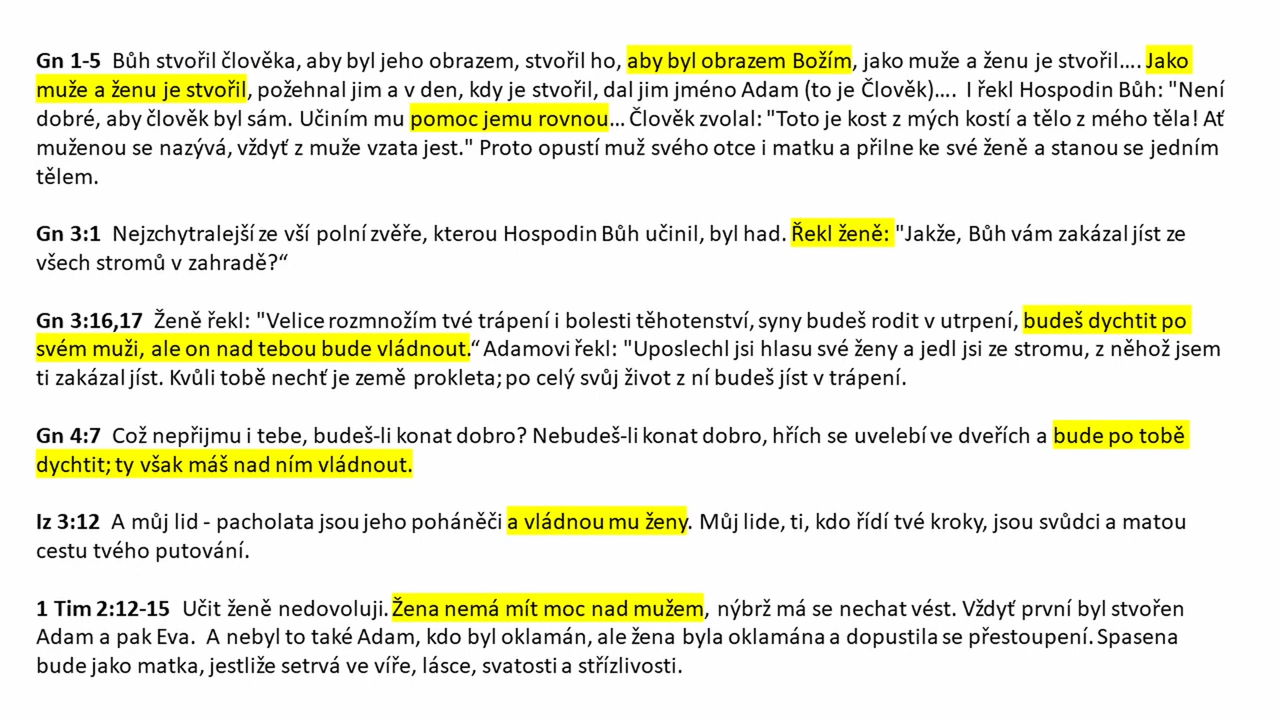 Gn 1-5  Bůh stvořil člověka, aby byl jeho obrazem, stvořil ho, aby byl obrazem Božím, jako muže a ženu je stvořil…. Jako
muže a ženu je stvořil, požehnal jim a v den, kdy je stvořil, dal jim jméno Adam (to je Člověk)….  I řekl Hospodin Bůh: "Není
dobré, aby člověk byl sám. Učiním mu pomoc jemu rovnou… Člověk zvolal: "Toto je kost z mých kostí a tělo z mého těla! Ať
muženou se nazývá, vždyť z muže vzata jest." Proto opustí muž svého otce i matku a přilne ke své ženě a stanou se jedním
tělem.
Gn 3:1  Nejzchytralejší ze vší polní zvěře, kterou Hospodin Bůh učinil, byl had. Řekl ženě: "Jakže, Bůh vám zakázal jíst ze
všech stromů v zahradě?“
Gn 3:16,17  Ženě řekl: "Velice rozmnožím tvé trápení i bolesti těhotenství, syny budeš rodit v utrpení, budeš dychtit po
svém muži, ale on nad tebou bude vládnout.“ Adamovi řekl: "Uposlechl jsi hlasu své ženy a jedl jsi ze stromu, z něhož jsem
ti zakázal jíst. Kvůli tobě nechť je země prokleta; po celý svůj život z ní budeš jíst v trápení.
Gn 4:7  Což nepřijmu i tebe, budeš-li konat dobro? Nebudeš-li konat dobro, hřích se uvelebí ve dveřích a bude po tobě
dychtit; ty však máš nad ním vládnout.
Iz 3:12  A můj lid - pacholata jsou jeho poháněči a vládnou mu ženy. Můj lide, ti, kdo řídí tvé kroky, jsou svůdci a matou
cestu tvého putování.
1 Tim 2:12-15  Učit ženě nedovoluji. Žena nemá mít moc nad mužem, nýbrž má se nechat vést. Vždyť první byl stvořen
Adam a pak Eva.  A nebyl to také Adam, kdo byl oklamán, ale žena byla oklamána a dopustila se přestoupení. Spasena
bude jako matka, jestliže setrvá ve víře, lásce, svatosti a střízlivosti.